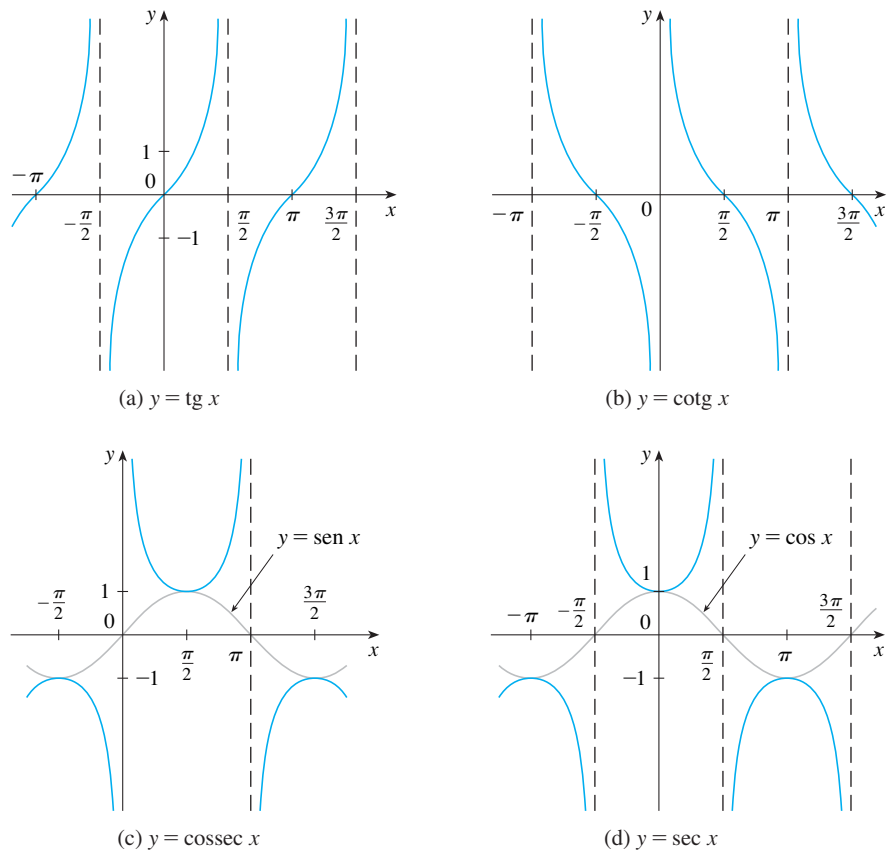 y
1
−π
0
−π/2
π/2
π
3π/2
x
−1
(a) y = tg x
y
−π
−π/2
0
π/2
π
3π/2
x
(b) y = cotg x
y
y = sen x
−π/2
1
0
3π/2
π/2
π
x
−1
(c) y = cossec x
y
y = cos x
1
−π
−π/2
3π/2
0
π/2
π
x
−1
(d) y = sec x